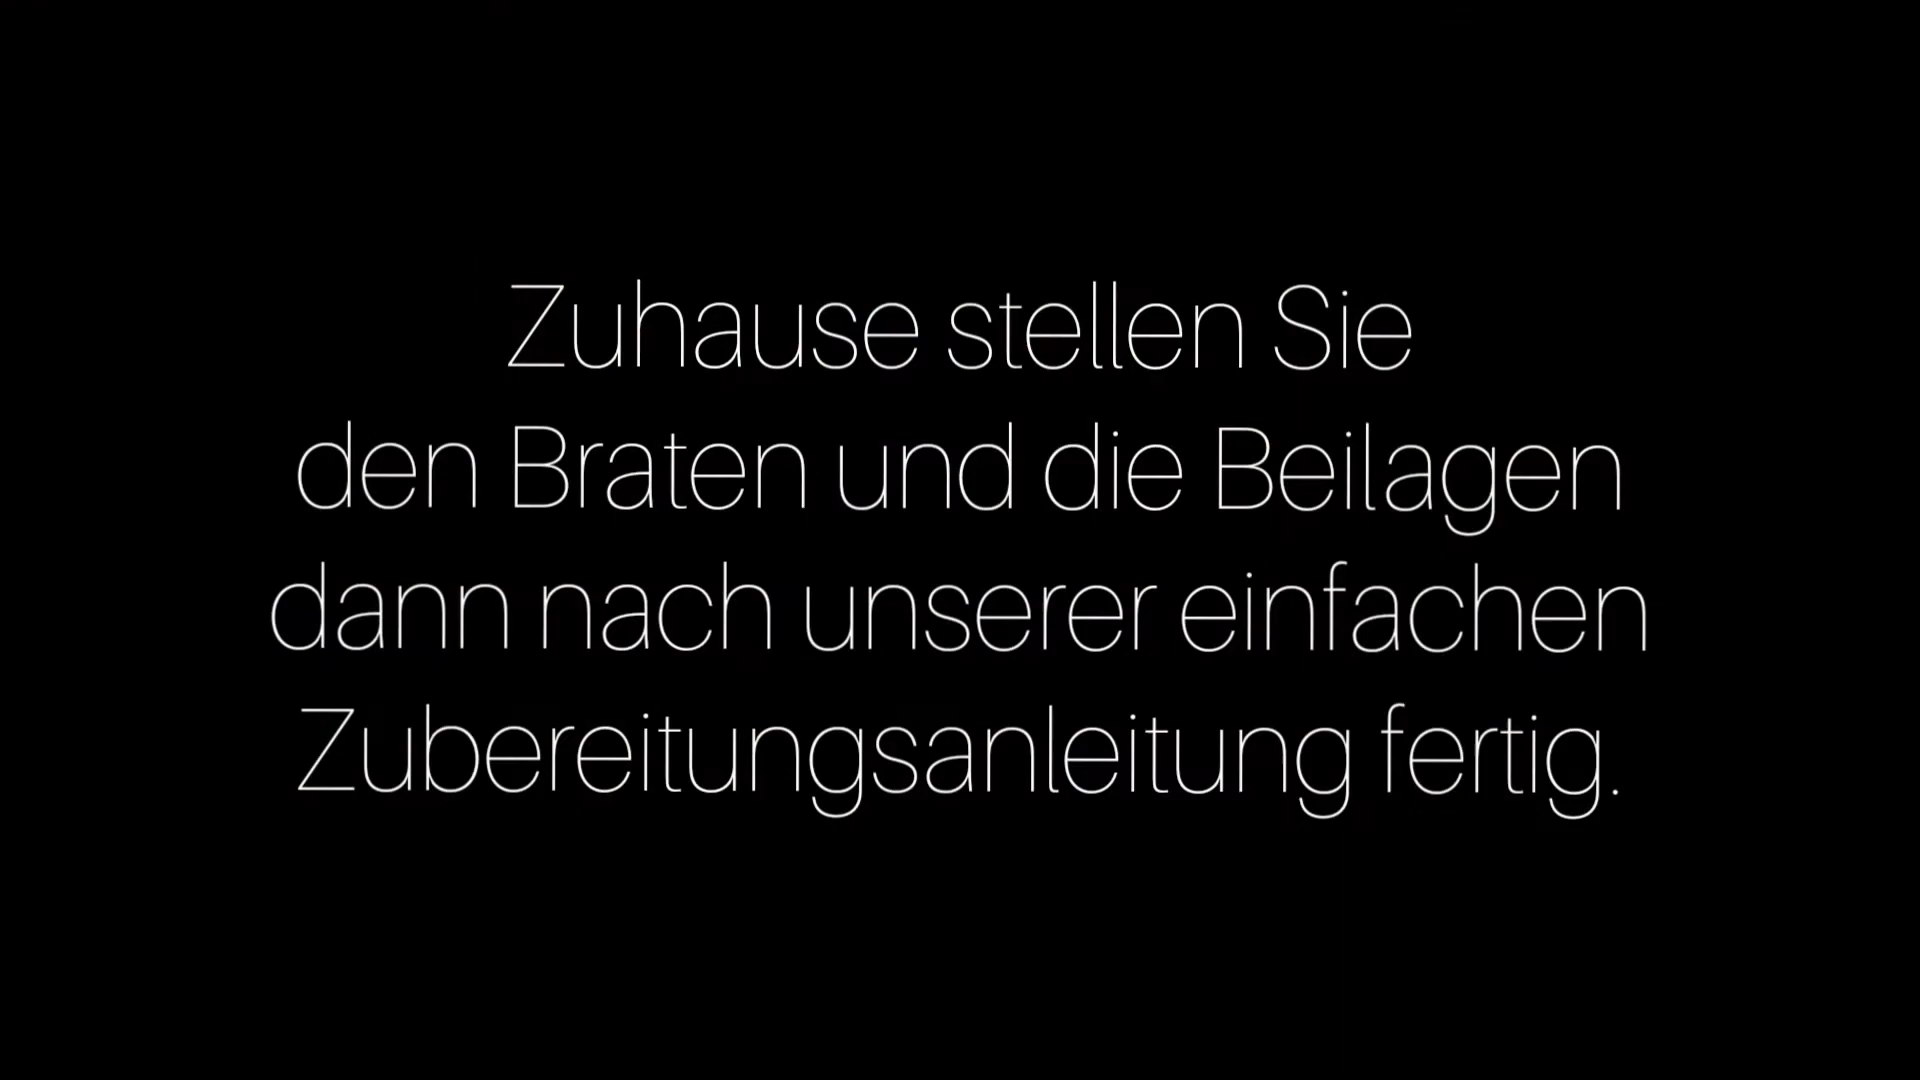 Zuhause stellen Sie
den Braten und die Beilagen
dann nach unserer einfachen
Zubereitungsanleitung fertig.